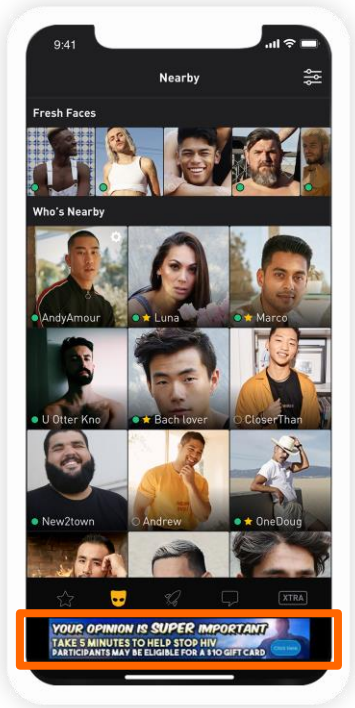 9:41
Nearby
Fresh Faces
Who's Nearby
AndyAmour
Luna
Marco
U Otter Kno
Bach lover
CloserThan
New2town
Andrew
OneDoug
XTRA
YOUR OPINION IS SUPER IMPORTANT
TAKE 5 MINUTES TO HELP STOP HIV
PARTICIPANTS MAY BE ELIGIBLE FOR A $10 GIFT CARD
Click Here